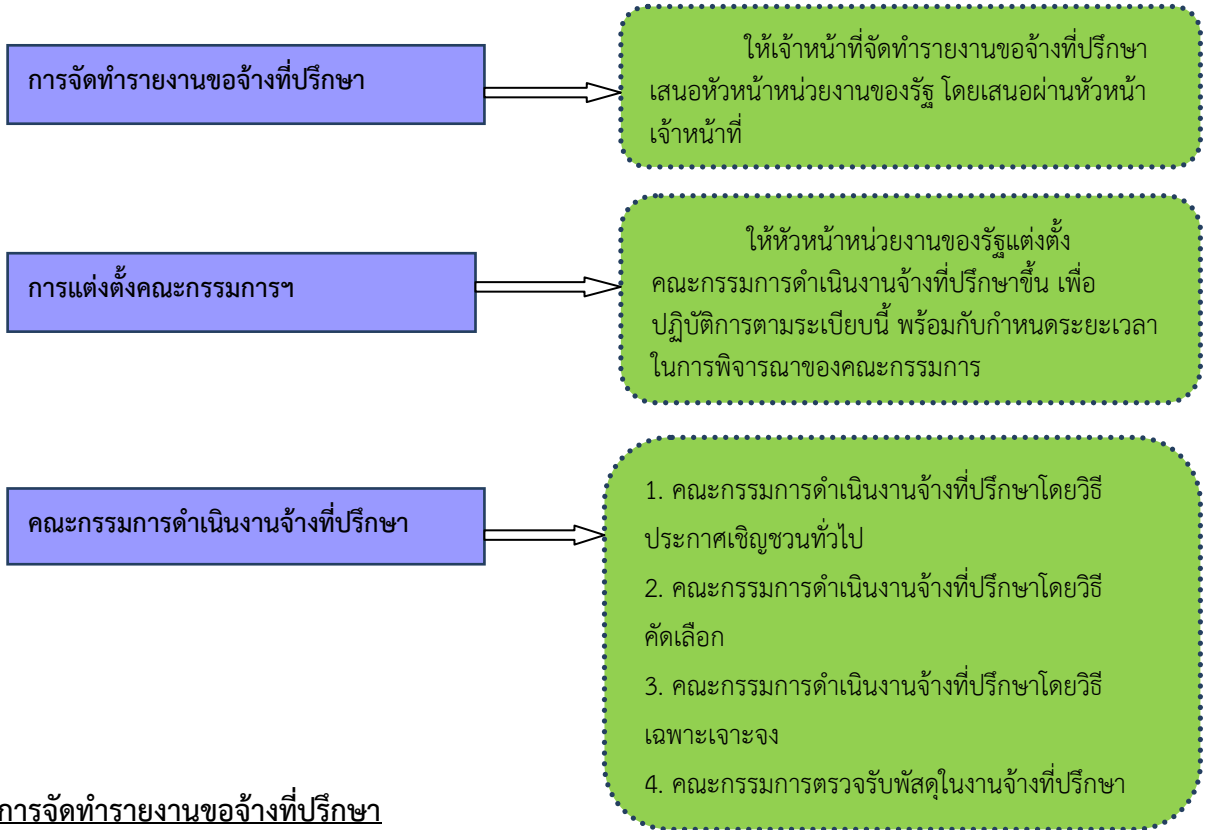 การจัดทำรายงานขอจ้างที่ปรึกษา
ให้เจ้าหน้าที่จัดทำรายงานขอจ้างที่ปรึกษา
เสนอหัวหน้าหน่วยงานของรัฐ โดยเสนอผ่านหัวหน้า
เจ้าหน้าที่
การแต่งตั้งคณะกรรมการฯ
ให้หัวหน้าหน่วยงานของรัฐแต่งตั้ง
คณะกรรมการดำเนินงานจ้างที่ปรึกษาขึ้น เพื่อ
ปฏิบัติการตามระเบียบนี้ พร้อมกับกำหนดระยะเวลา
ในการพิจารณาของคณะกรรมการ
คณะกรรมการดำเนินงานจ้างที่ปรึกษา
1. คณะกรรมการดำเนินงานจ้างที่ปรึกษาโดยวิธี
ประกาศเชิญชวนทั่วไป
2. คณะกรรมการดำเนินงานจ้างที่ปรึกษาโดยวิธี
คัดเลือก
3. คณะกรรมการดำเนินงานจ้างที่ปรึกษาโดยวิธี
เฉพาะเจาะจง
4. คณะกรรมการตรวจรับพัสดุในงานจ้างที่ปรึกษา
การจัดทำรายงานขอจ้างที่ปรึกษา